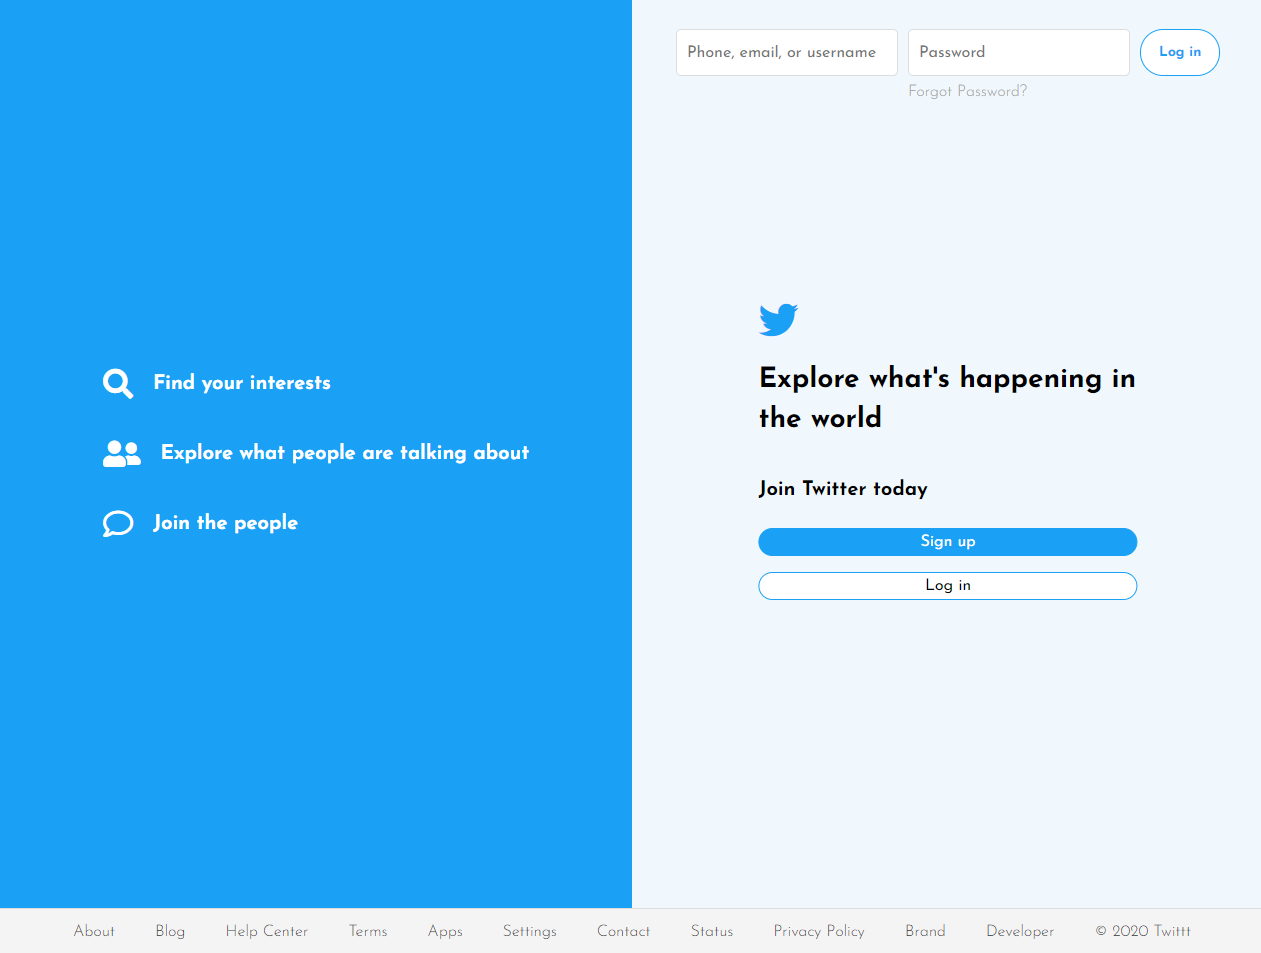 Phone, email, or username
Password
Log in
Forgot Password?
Find your interests
Explore what people are talking about
Join the people
Explore what's happening in
the world
Join Twitter today
Sign up
Log in
About Blog Help Center Terms Apps Settings Contact Status Privacy Policy Brand Developer © 2020 Twittt